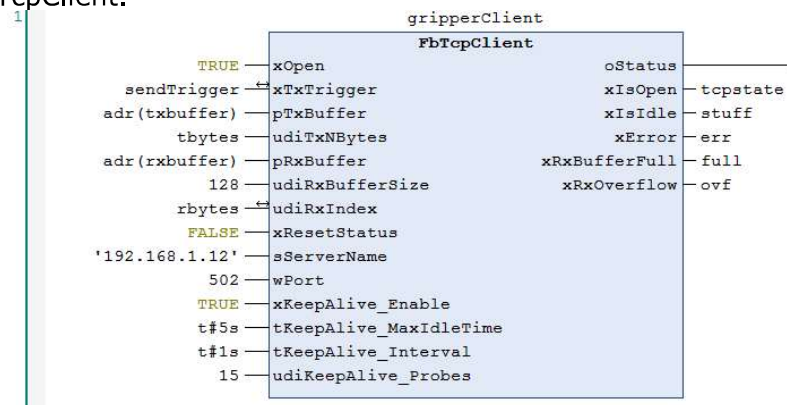 TcpClient.
1
gripperClient
FbTcpClient
TRUE xOpen oStatus
sendTrigger xTxTrigger xIsOpen tcpstate
adr(txbuffer) pTxBuffer xIsIdle stuff
tbytes udiTxNBytes xError err
adr(rxbuffer) pRxBuffer xRxBufferFull full
128 udiRxBufferSize xRxOverflow ovf
rbytes udiRxIndex
FALSE xResetStatus
'192.168.1.12' sServerName
502 wPort
TRUE xKeepAlive_Enable
t#5s tKeepAlive_MaxIdleTime
t#1s tKeepAlive_Interval
15 udiKeepAlive_Probes